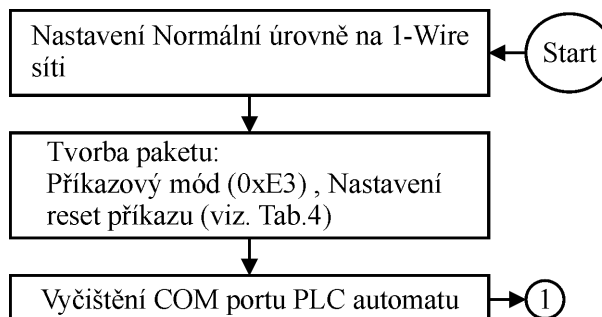 Nastavení Normální úrovně na 1-Wire
síti
Start
Tvorba paketu:
Příkazový mód (0xE3) , Nastavení
reset příkazu (viz. Tab.4)
Vyčištění COM portu PLC automatu
1